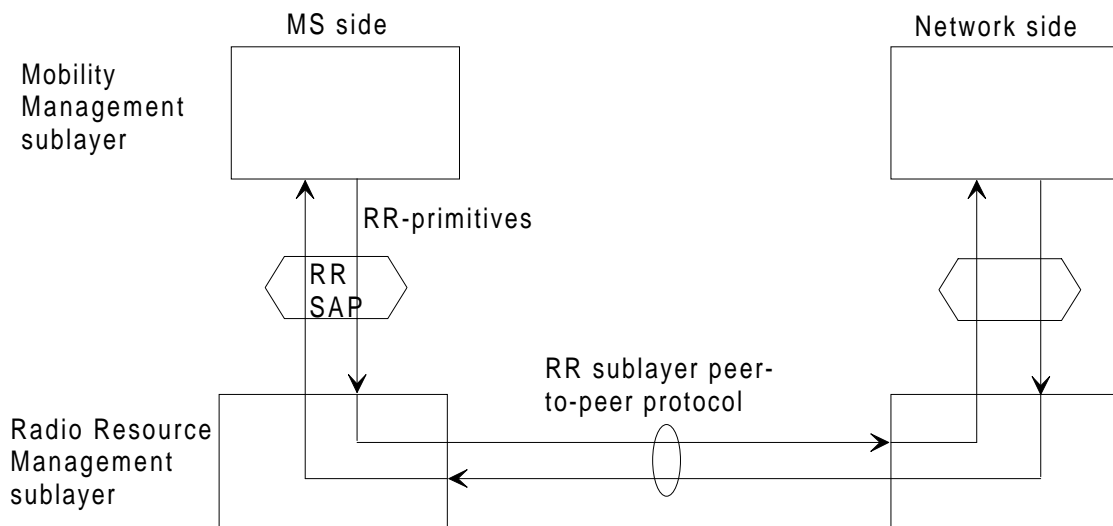 MS side
Network side
Mobility
Management
sublayer
RR-primitives
RR
SAP
RR sublayer peer-
to-peer protocol
Radio Resource
Management
sublayer